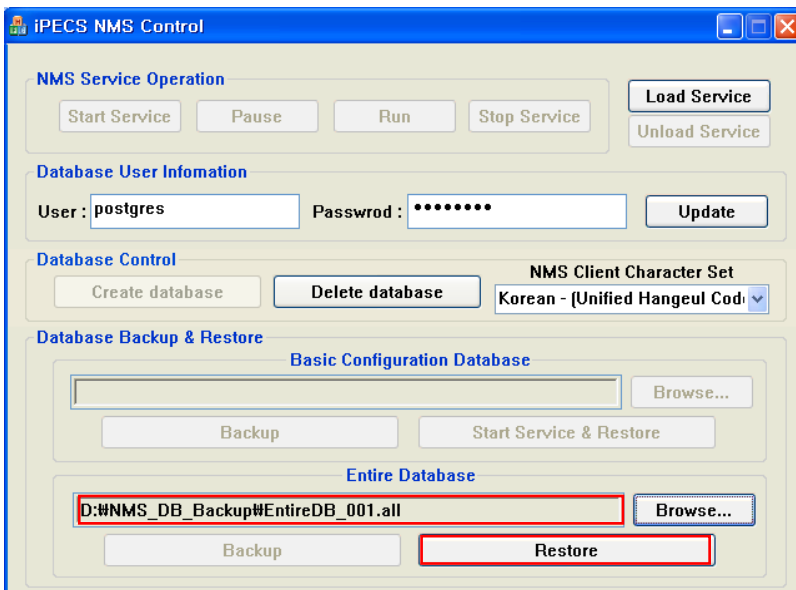 iPECS NMS Control
NMS Service Operation
Start Service Pause Run Stop Service
Load Service
Unload Service
Database User Infomation
User : postgres Passwrod : ●●●●●●●● Update
Database Control
Create database Delete database
NMS Client Character Set
Korean - (Unified Hangeul Cod
Database Backup & Restore
Basic Configuration Database
Browse...
Backup Start Service & Restore
Entire Database
D:₩NMS_DB_Backup₩EntireDB_001.all Browse...
Backup Restore